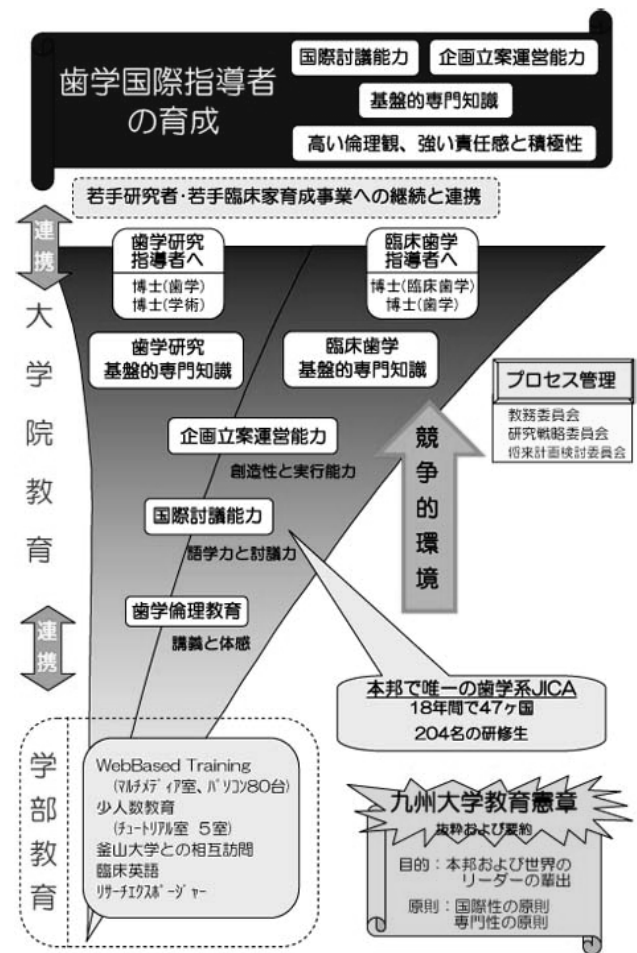 歯学国際指導者
の育成
国際討議能力
企画立案運営能力
基盤的専門知識
高い倫理観、強い責任感と積極性
若手研究者・若手臨床家育成事業への継続と連携
連携
大学院教育
歯学研究
指導者へ
博士(歯学)
博士(学術)
臨床歯学
指導者へ
博士(臨床歯学)
博士(歯学)
歯学研究
基盤的専門知識
臨床歯学
基盤的専門知識
プロセス管理
教務委員会
研究戦略委員会
将来計画検討委員会
企画立案運営能力
創造性と実行能力
競争的環境
国際討議能力
語学力と討議力
歯学倫理教育
講義と体感
連携
本邦で唯一の歯学系JICA
18年間で47ヶ国
204名の研修生
学部教育
WebBased Training
(マルチメディア室、パソコン80台)
少人数教育
(チュートリアル室 5室)
釜山大学との相互訪問
臨床英語
リサーチエクスポージャー
九州大学教育憲章
抜粋および要約
目的：本邦および世界の
リーダーの輩出
原則：国際性の原則
専門性の原則